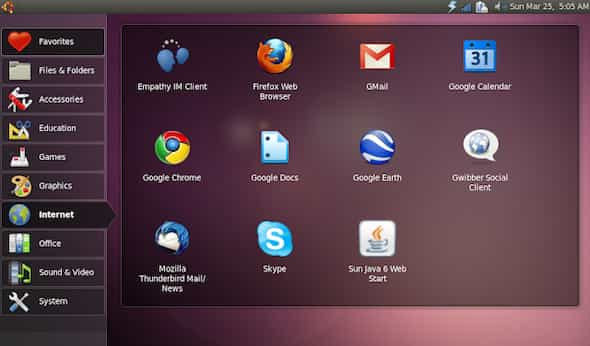 Sun Mar 25, 5:05 AM
Favorites
Files & Folders
Accessories
Education
Games
Graphics
Internet
Office
Sound & Video
System
Empathy IM Client
Firefox Web
Browser
GMail
31
Google Calendar
Google Chrome
Google Docs
Google Earth
Gwibber Social
Client
Mozilla
Thunderbird Mail/
News
Skype
Sun Java 6 Web
Start